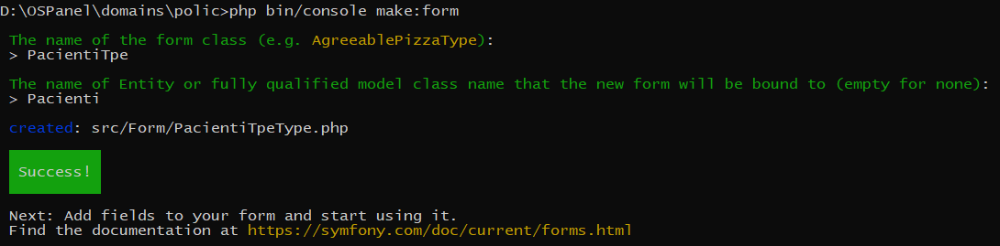 D:\OSPanel\domains\polic>php bin/console make:form
The name of the form class (e.g. AgreeablePizzaType):
> PacientiTpe
The name of Entity or fully qualified model class name that the new form will be bound to (empty for none):
> Pacienti
created: src/Form/PacientiTpeType.php
Success!
Next: Add fields to your form and start using it.
Find the documentation at https://symfony.com/doc/current/forms.html